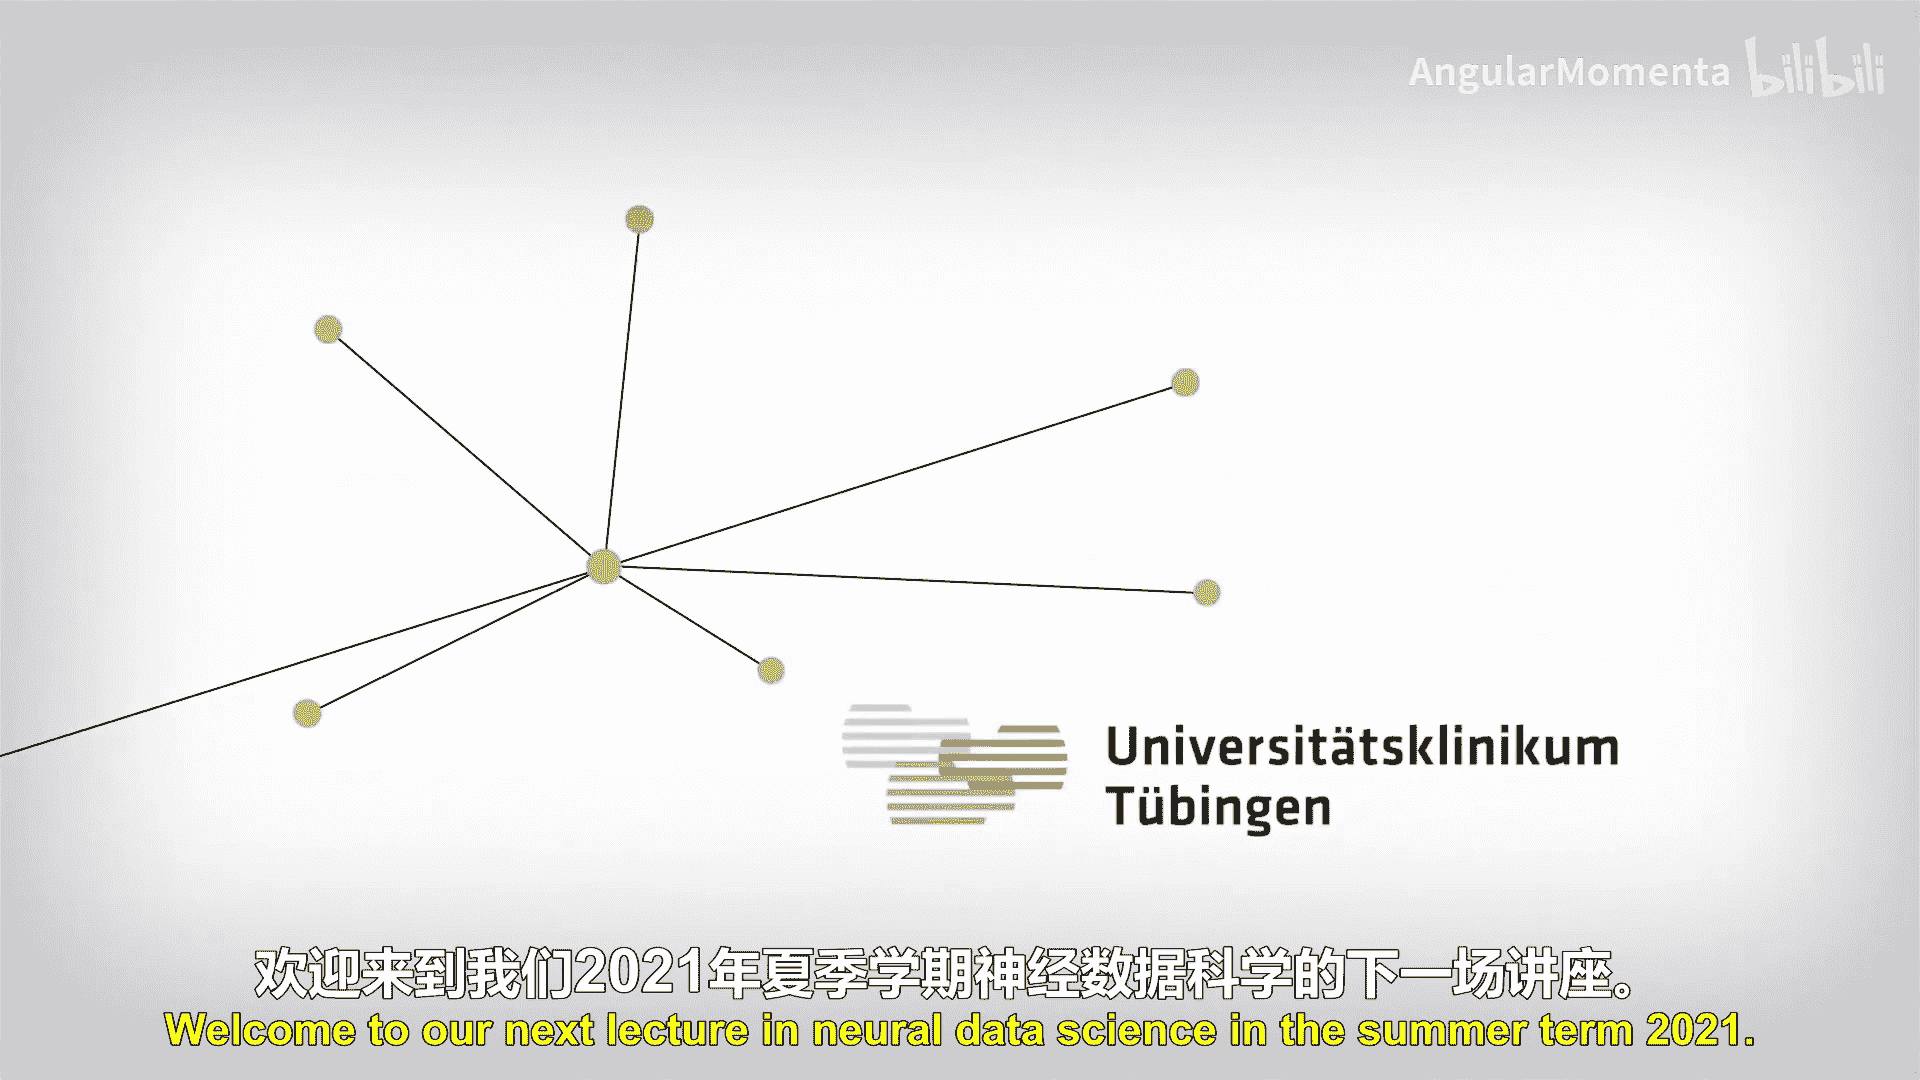 AngularMomenta bilibili
Universitätsklinikum
Tübingen
欢迎来到我们2021年夏季学期神经数据科学的下一场讲座。
Welcome to our next lecture in neural data science in the summer term 2021.